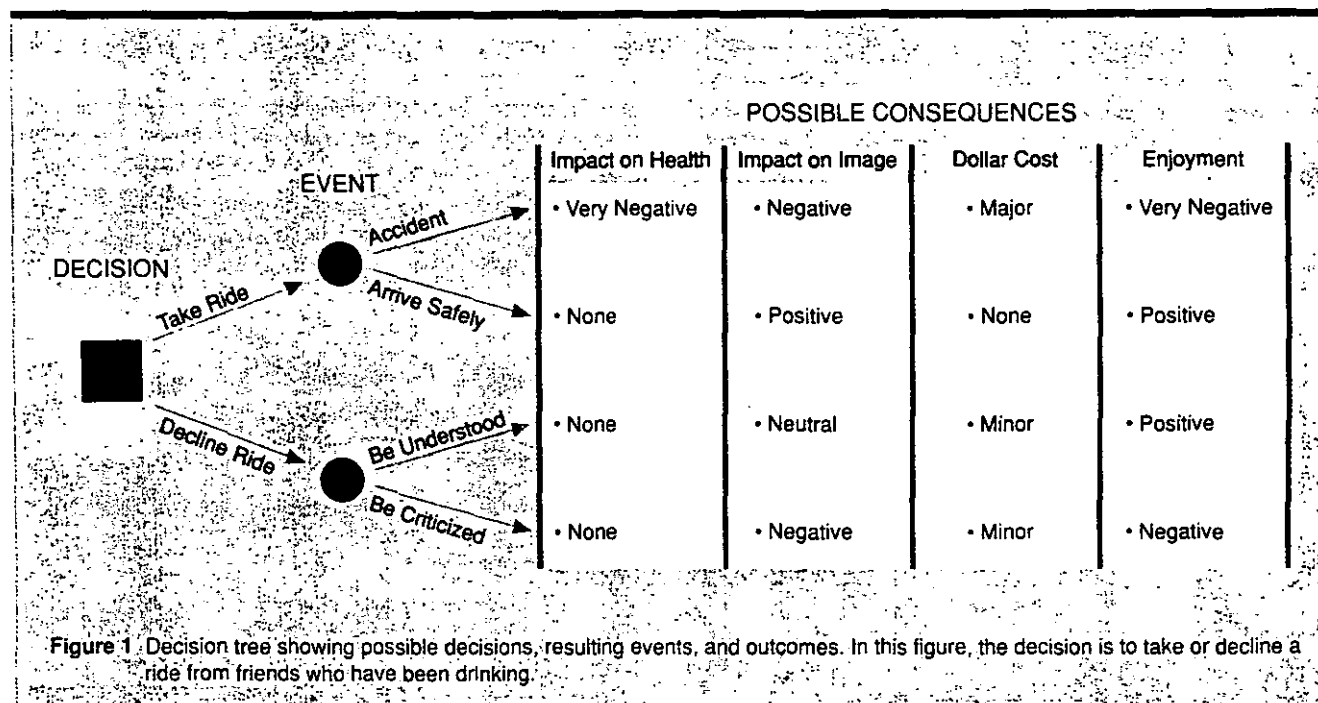 POSSIBLE CONSEQUENCES
Impact on Health Impact on Image Dollar Cost Enjoyment
EVENT
Accident
• Very Negative • Negative • Major • Very Negative
DECISION
Take Ride
Arrive Safely
• None • Positive • None • Positive
Decline Ride
Be Understood
• None • Neutral • Minor • Positive
Be Criticized
• None • Negative • Minor • Negative
Figure 1 Decision tree showing possible decisions, resulting events, and outcomes. In this figure, the decision is to take or decline a
ride from friends who have been drinking.